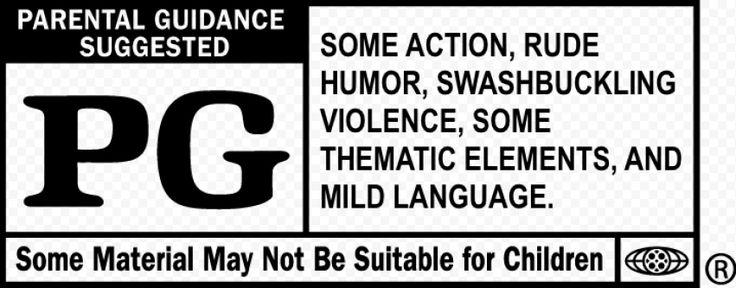 PARENTAL GUIDANCE
SUGGESTED
PG
SOME ACTION, RUDE
HUMOR, SWASHBUCKLING
VIOLENCE, SOME
THEMATIC ELEMENTS, AND
MILD LANGUAGE.
Some Material May Not Be Suitable for Children
®